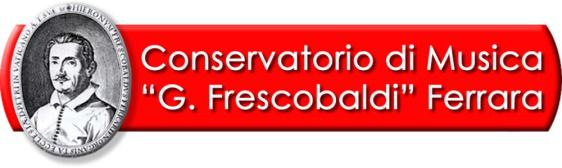 Conservatorio di Musica
“G. Frescobaldi” Ferrara